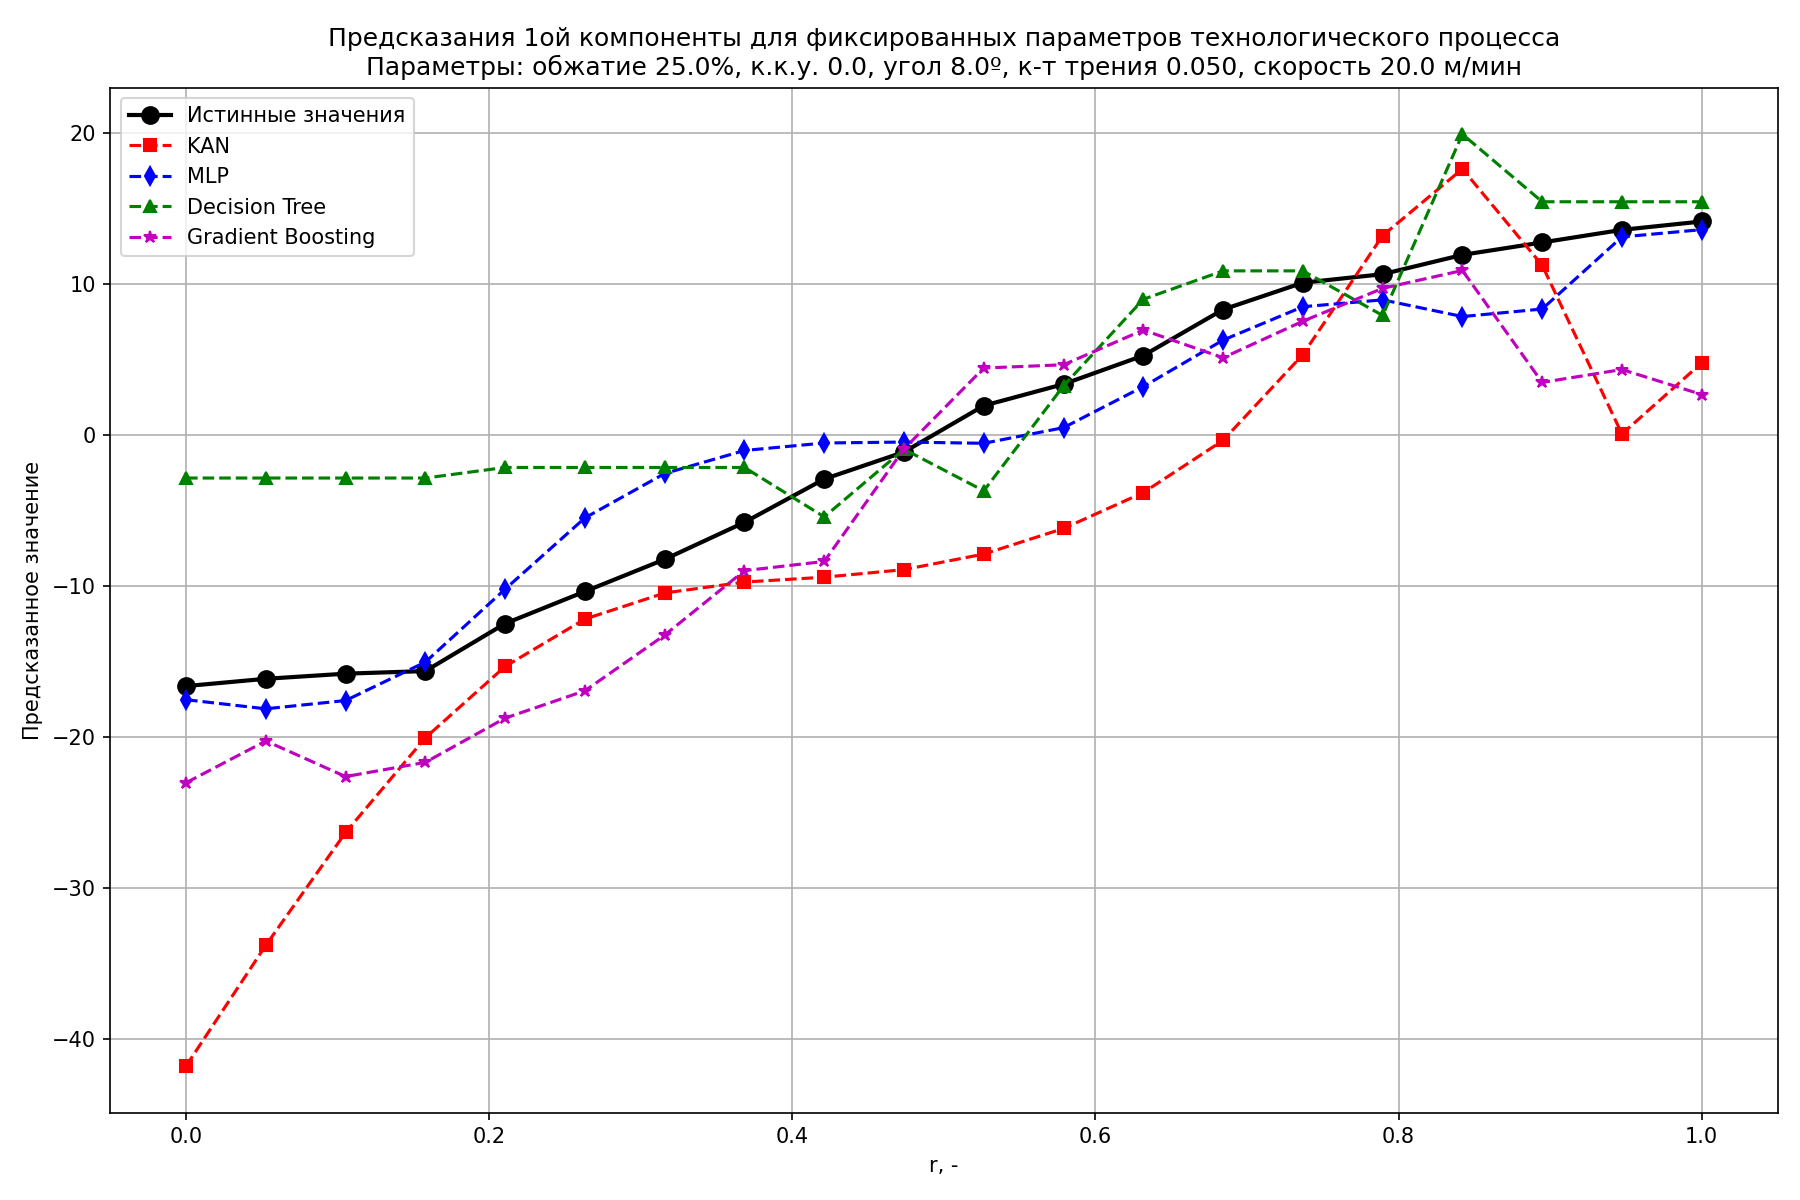 Предсказания 1ой компоненты для фиксированных параметров технологического процесса
Параметры: обжатие 25.0%, к.к.у. 0.0, угол 8.0º, к-т трения 0.050, скорость 20.0 м/мин
Истинные значения
KAN
MLP
Decision Tree
Gradient Boosting
Предсказанное значение
20
10
0
−10
−20
−30
−40
0.0
0.2
0.4
0.6
0.8
1.0
r, -